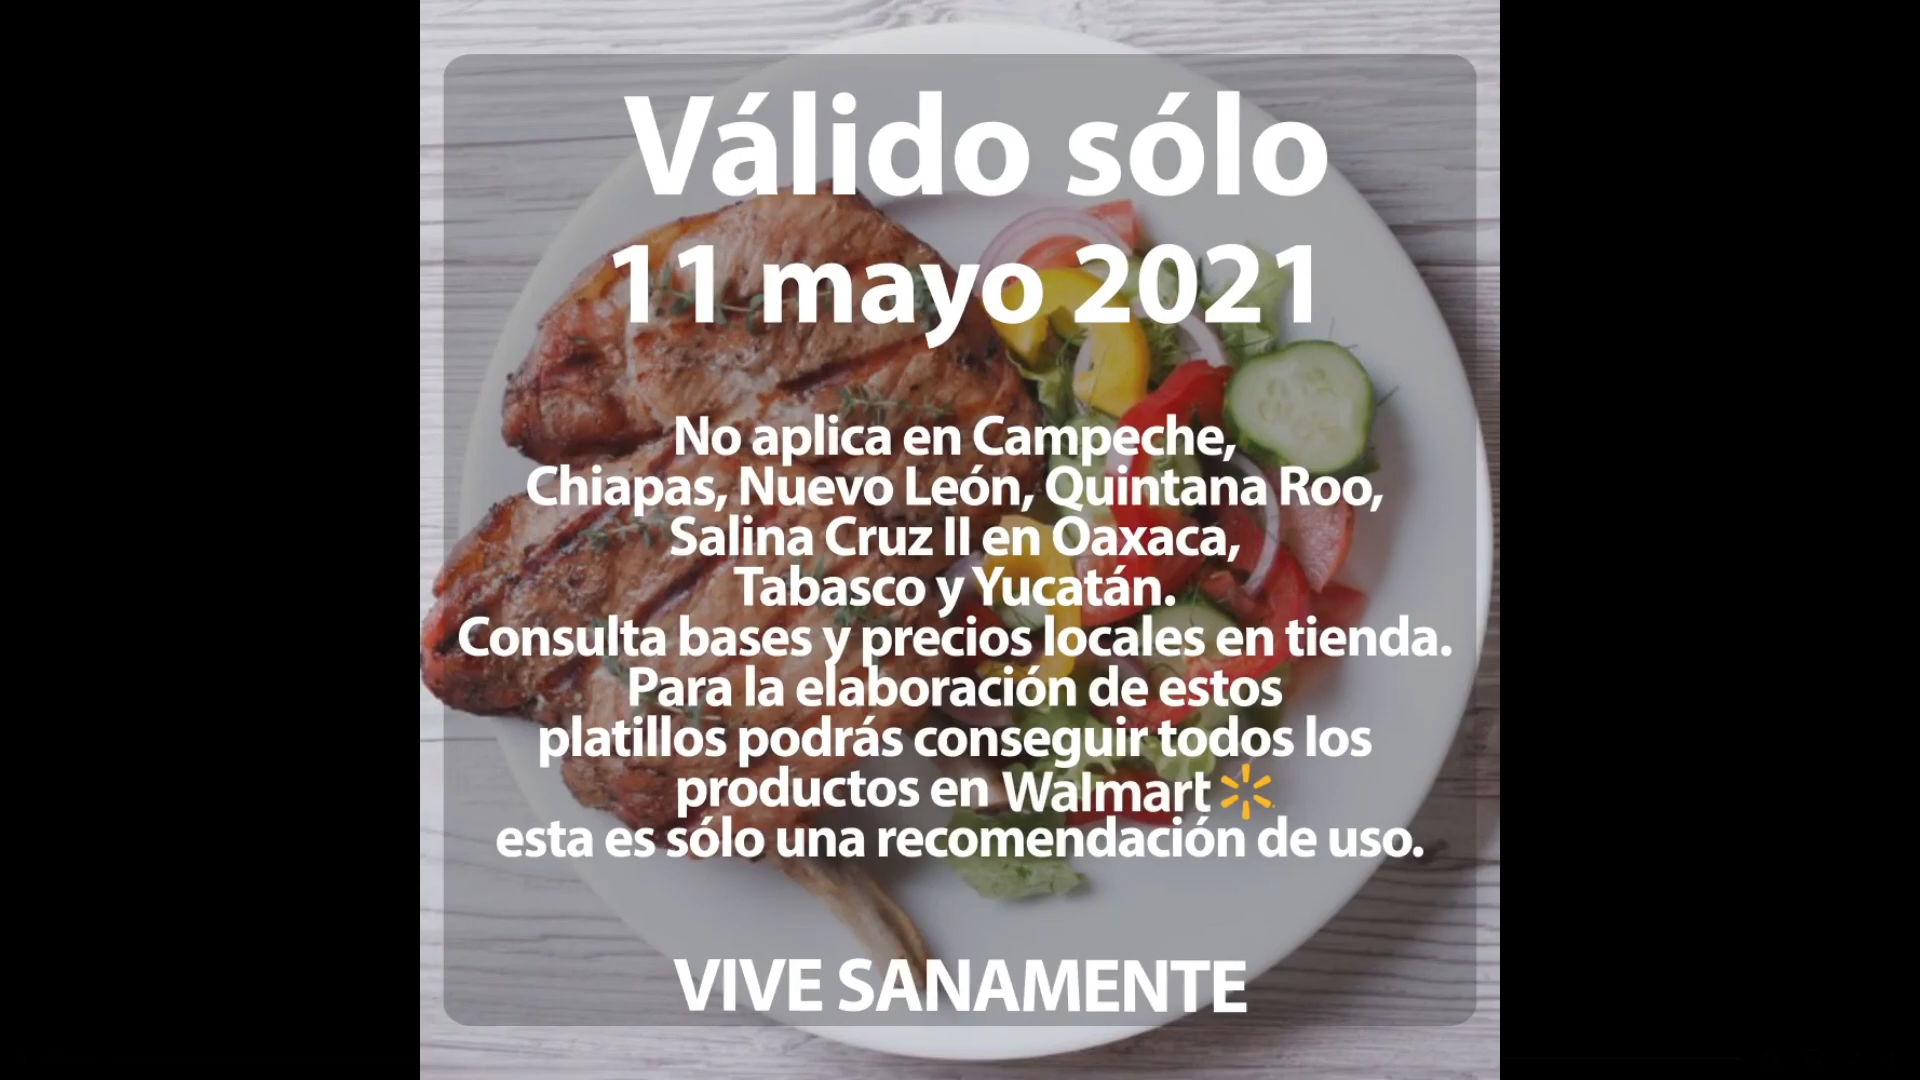 Válido sólo
11 mayo 2021
No aplica en Campeche,
Chiapas, Nuevo León, Quintana Roo,
Salina Cruz II en Oaxaca,
Tabasco y Yucatán.
Consulta bases y precios locales en tienda.
Para la elaboración de estos
platillos podrás conseguir todos los
productos en Walmart
esta es sólo una recomendación de uso.
VIVE SANAMENTE